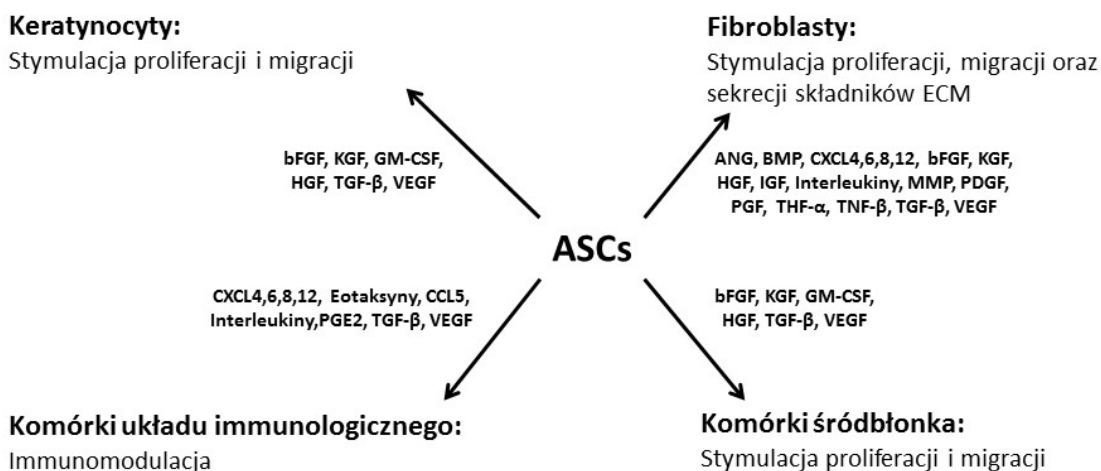 Keratynocyty:
Stymulacja proliferacji i migracji
Fibroblasty:
Stymulacja proliferacji, migracji oraz
sekrecji składników ECM
bFGF, KGF, GM-CSF,
HGF, TGF-β, VEGF
ANG, BMP, CXCL4,6,8,12, bFGF, KGF,
HGF, IGF, Interleukiny, MMP, PDGF,
PGF, THF-α, TNF-β, TGF-β, VEGF
ASCs
CXCL4,6,8,12, Eotaksyny, CCL5,
Interleukiny,PGE2, TGF-β, VEGF
bFGF, KGF, GM-CSF,
HGF, TGF-β, VEGF
Komórki układu immunologicznego:
Immunomodulacja
Komórki śródbłonka:
Stymulacja proliferacji i migracji